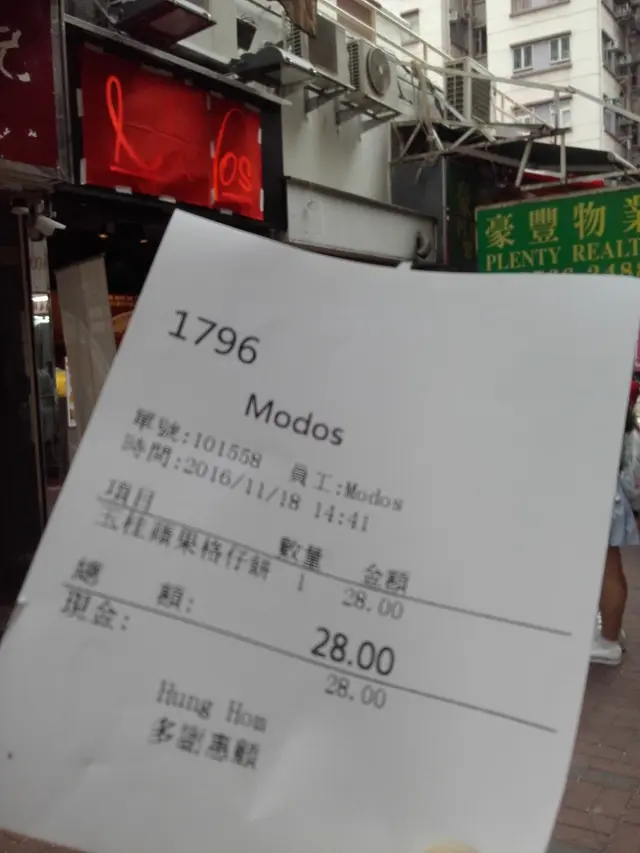 豪豐物業
PLENTY REALT
1796
Modos
單號:101558 員工:Modos
時間:2016/11/18 14:41
項目 數量 金額
玉桂蘋果格仔餅 1 28.00
總 額: 28.00
現金: 28.00
Hung Hom
多謝惠顧